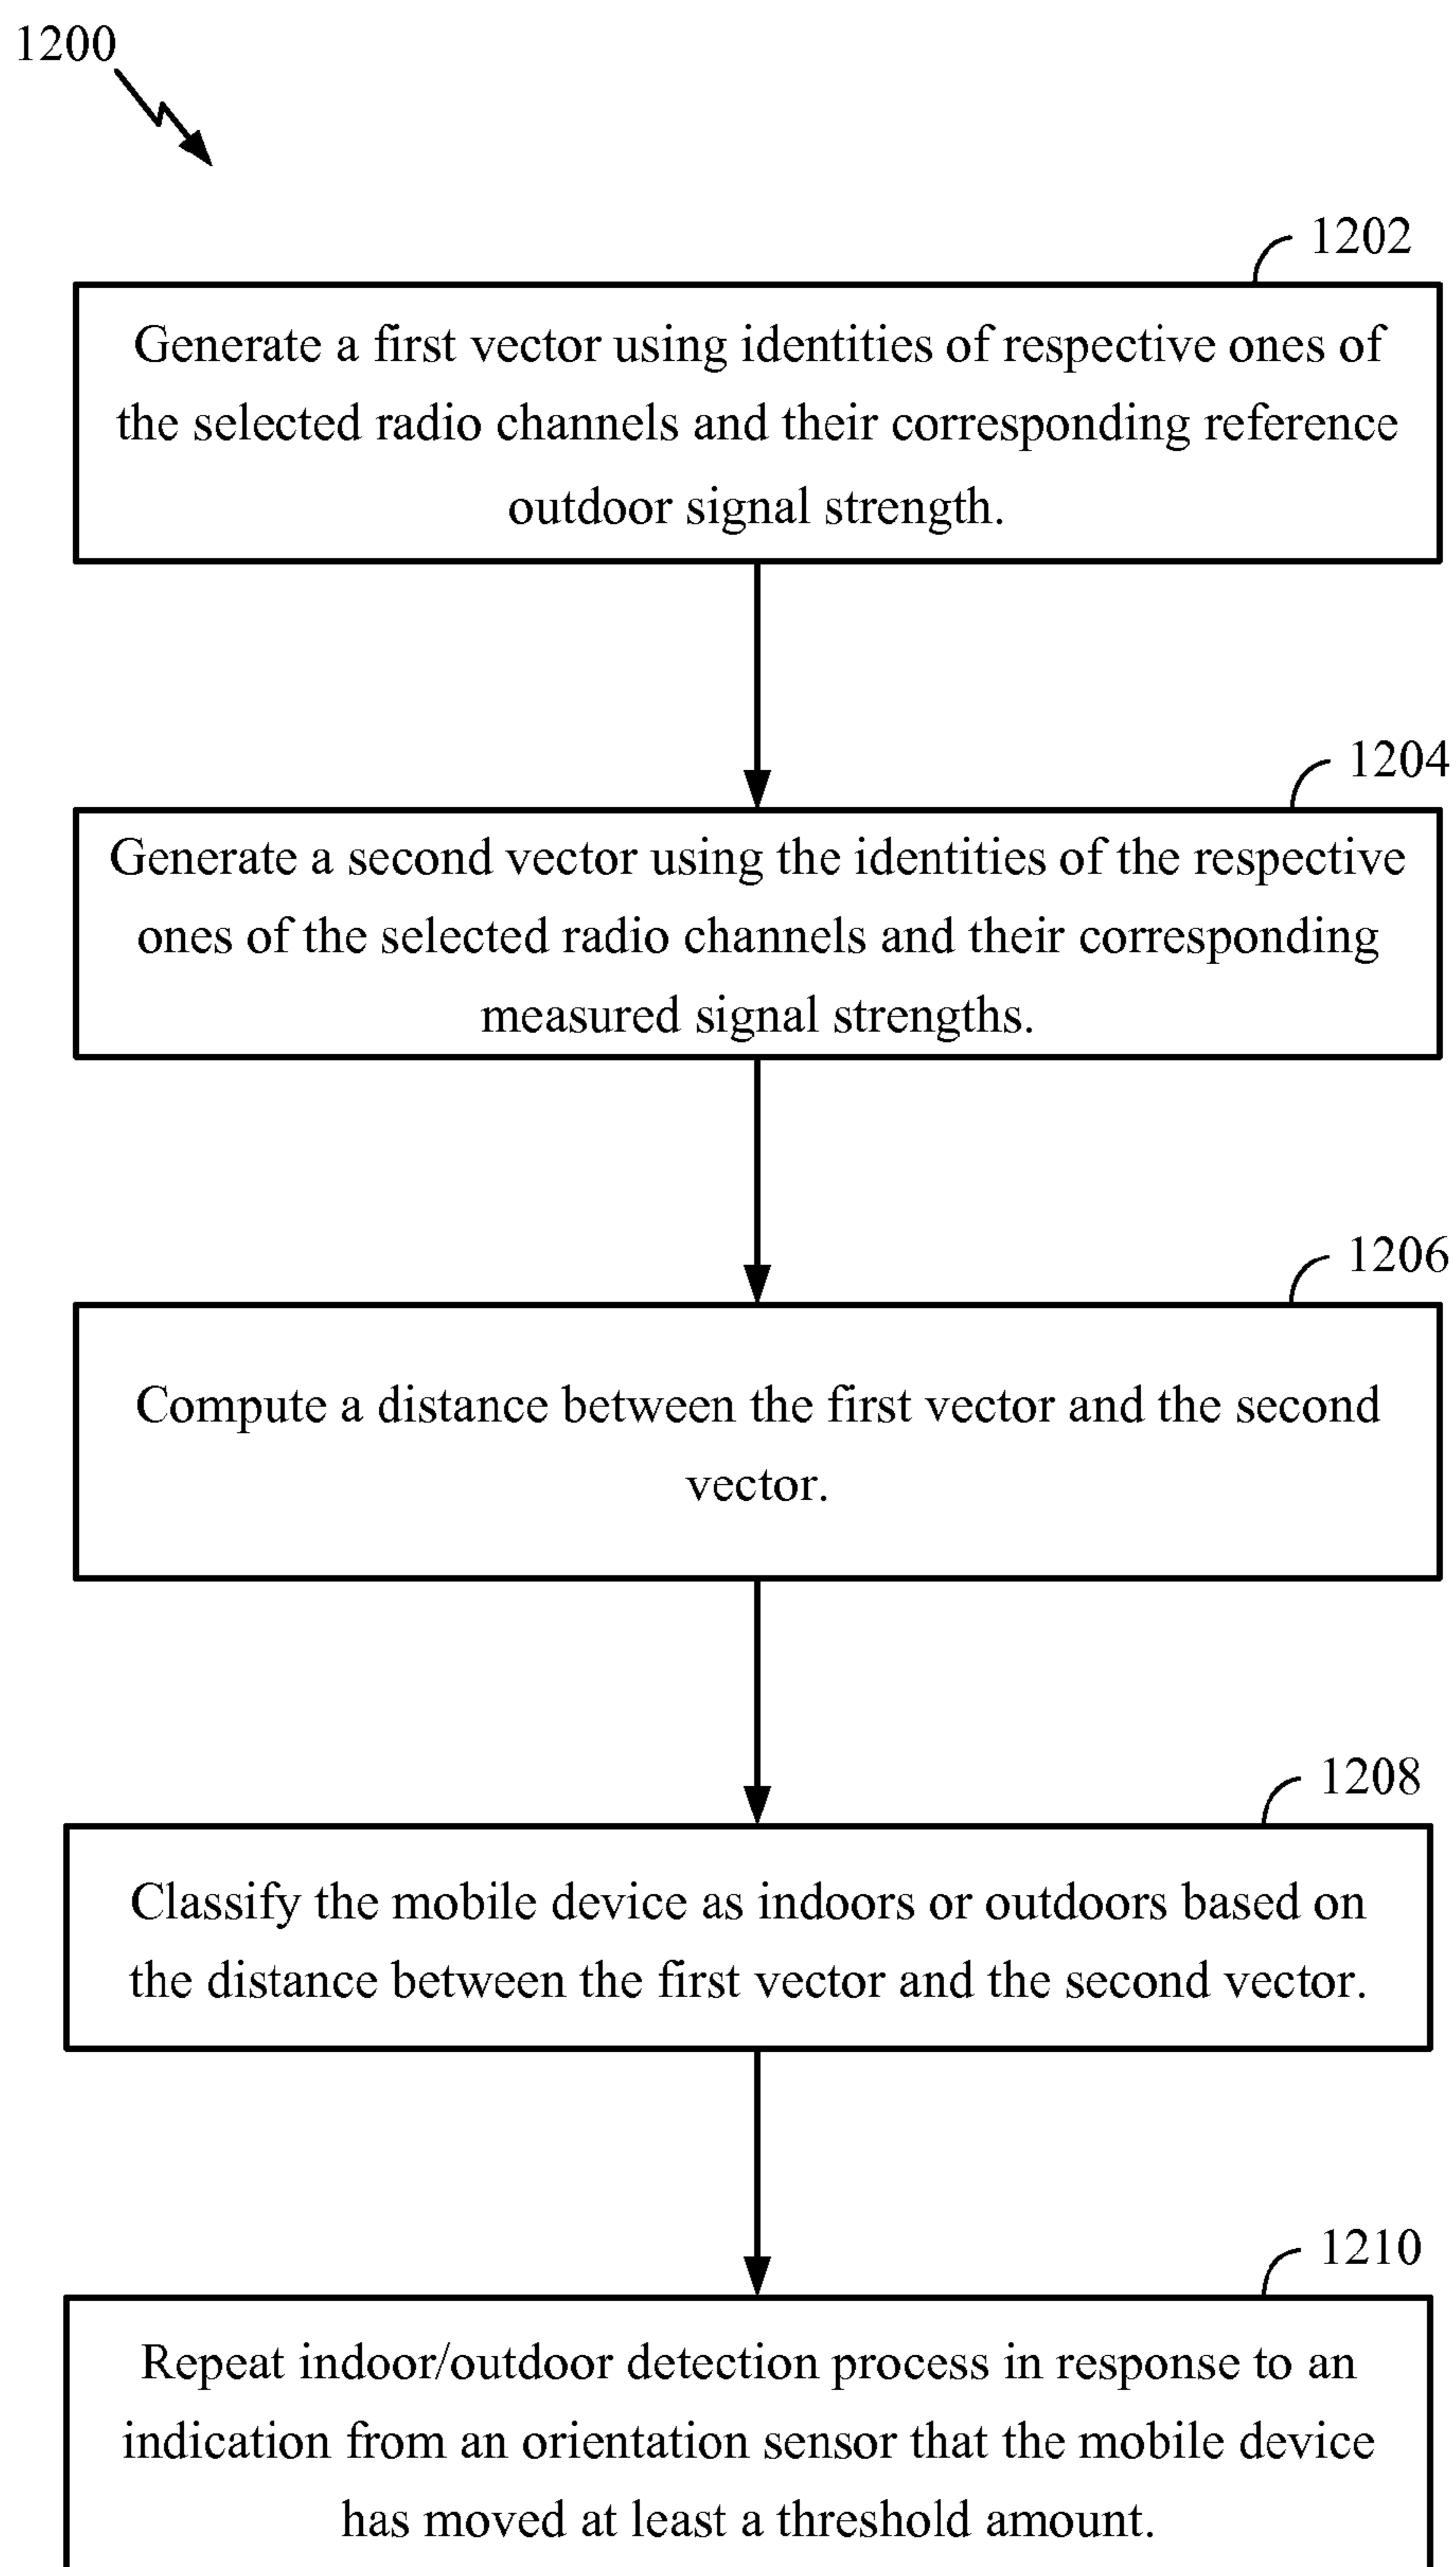 1200
1202
Generate a first vector using identities of respective ones of
the selected radio channels and their corresponding reference
outdoor signal strength.
1204
Generate a second vector using the identities of the respective
ones of the selected radio channels and their corresponding
measured signal strengths.
1206
Compute a distance between the first vector and the second
vector.
1208
Classify the mobile device as indoors or outdoors based on
the distance between the first vector and the second vector.
1210
Repeat indoor/outdoor detection process in response to an
indication from an orientation sensor that the mobile device
has moved at least a threshold amount.